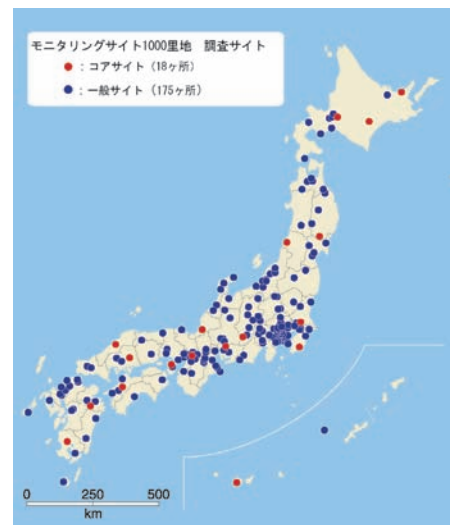 モニタリングサイト1000里地　調査サイト
●：コアサイト（18ヶ所）
●：一般サイト（175ヶ所）
0 250 500
km